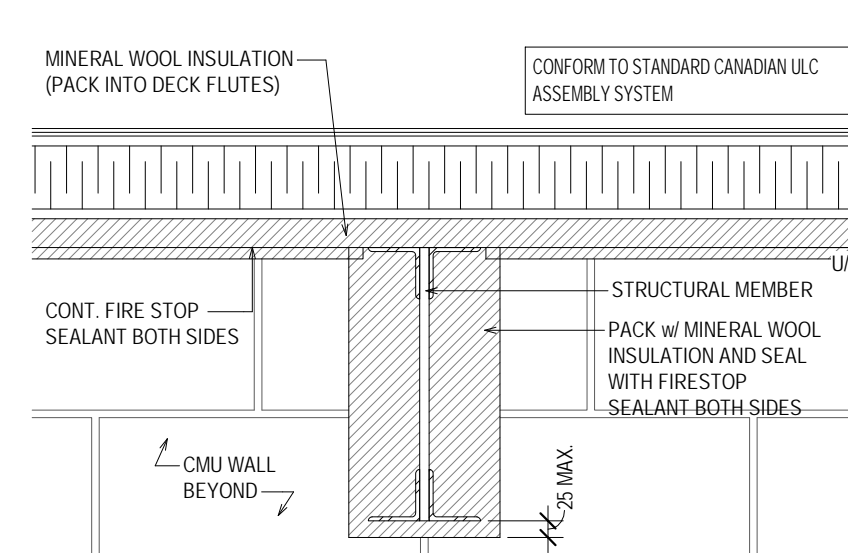 MINERAL WOOL INSULATION
(PACK INTO DECK FLUTES)
CONFORM TO STANDARD CANADIAN ULC
ASSEMBLY SYSTEM
U/
CONT. FIRE STOP
SEALANT BOTH SIDES
STRUCTURAL MEMBER
PACK w/ MINERAL WOOL
INSULATION AND SEAL
WITH FIRESTOP
SEALANT BOTH SIDES
CMU WALL
BEYOND
25 MAX.